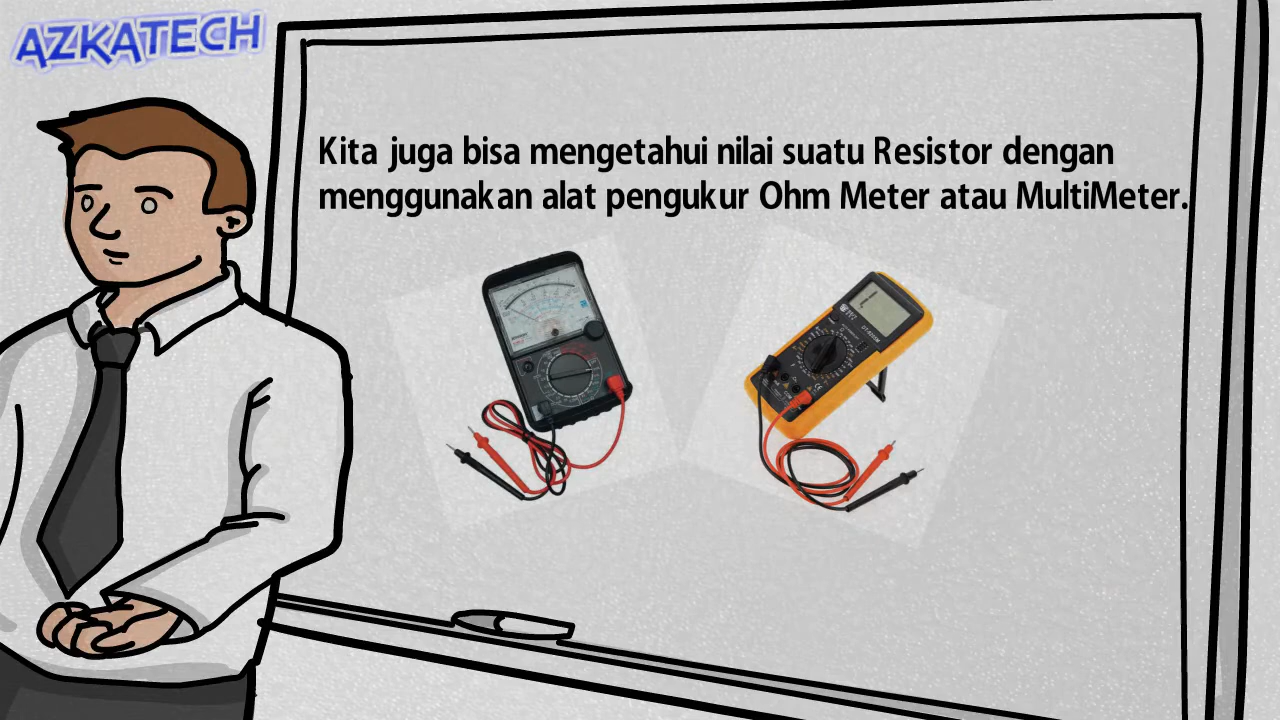 AZKATECH
Kita juga bisa mengetahui nilai suatu Resistor dengan
menggunakan alat pengukur Ohm Meter atau MultiMeter.